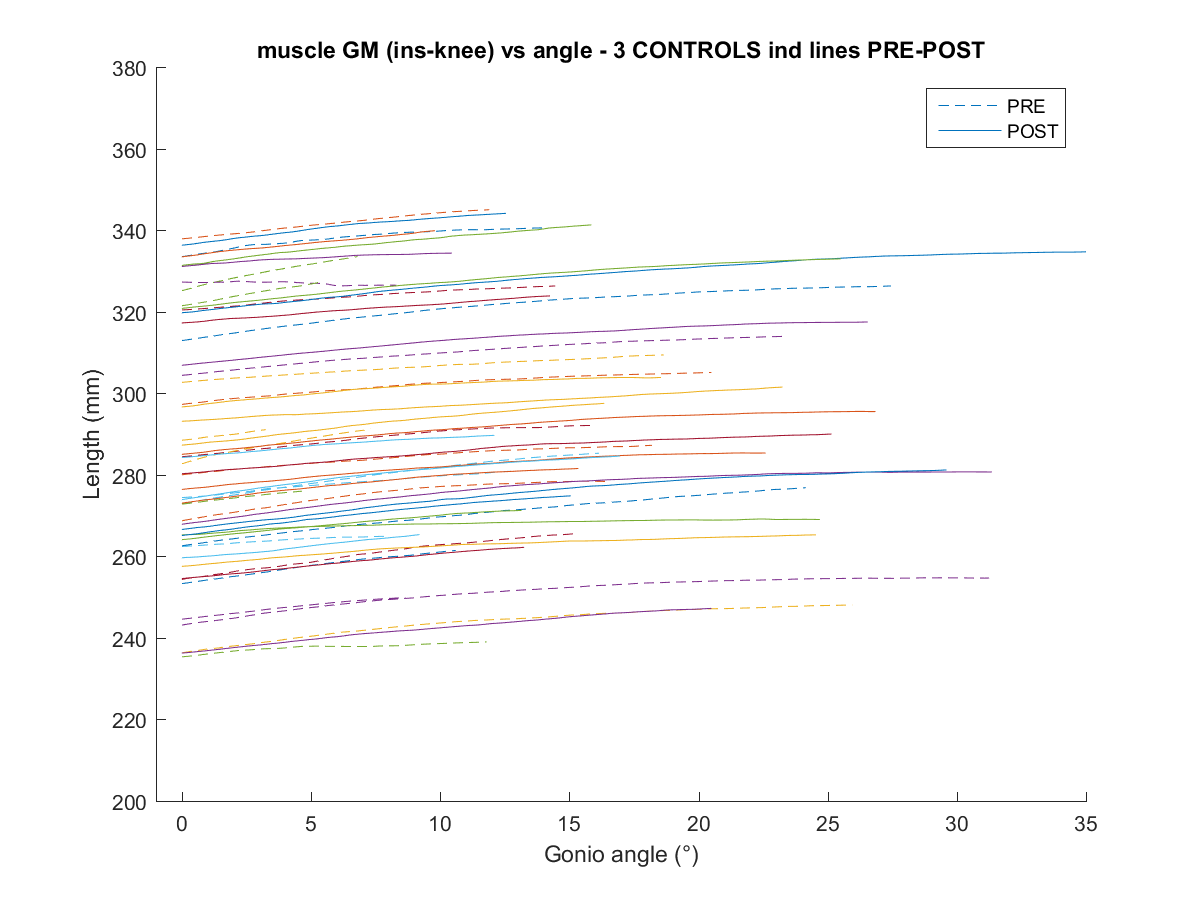 muscle GM (ins-knee) vs angle - 3 CONTROLS ind lines PRE-POST
380
360
340
320
300
280
260
240
220
200
Length (mm)
PRE
POST
0 5 10 15 20 25 30 35
Gonio angle (°)